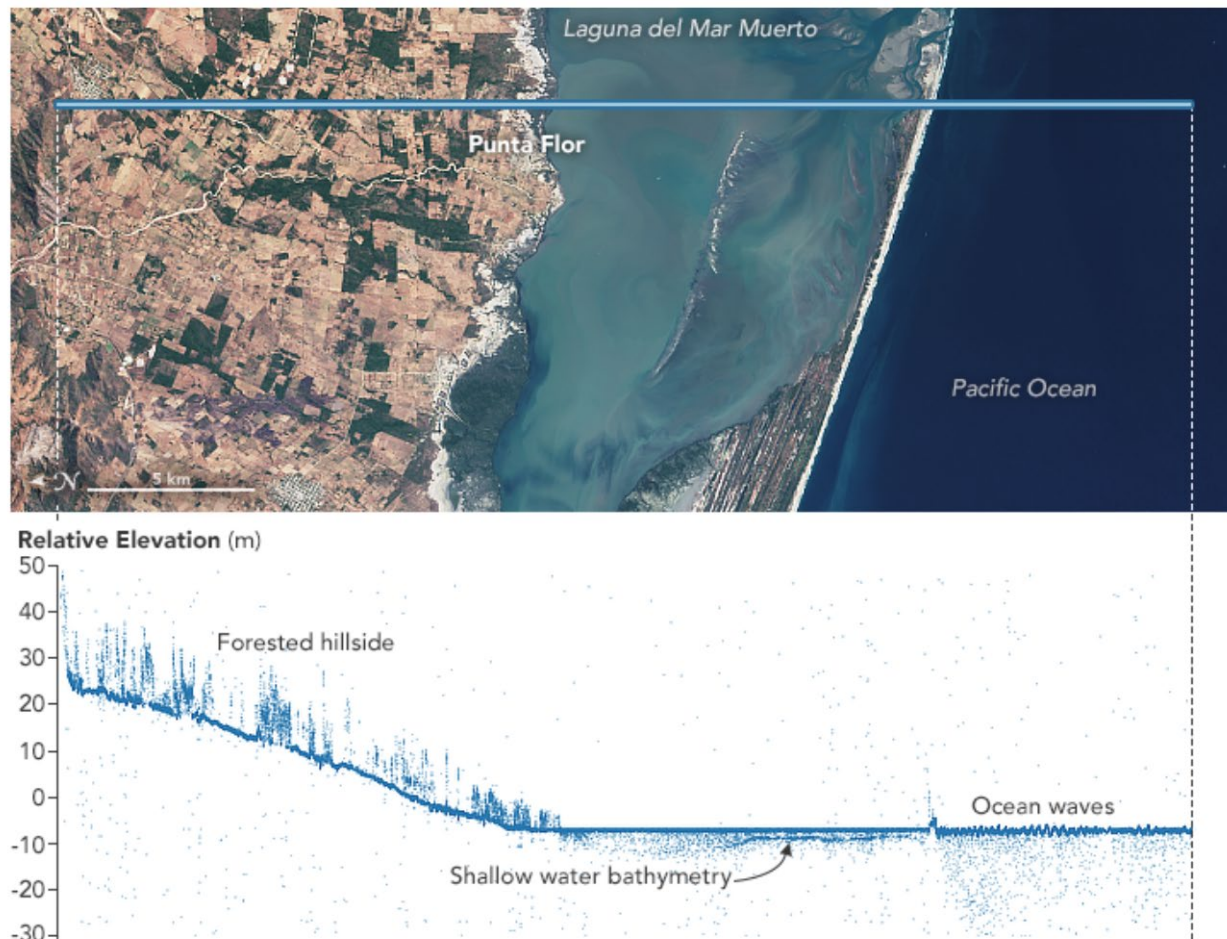 Laguna del Mar Muerto
Punta Flor
Pacific Ocean
N
5 km
Relative Elevation (m)
50
40
30
20
10
0
-10
-20
-30
Forested hillside
Ocean waves
Shallow water bathymetry